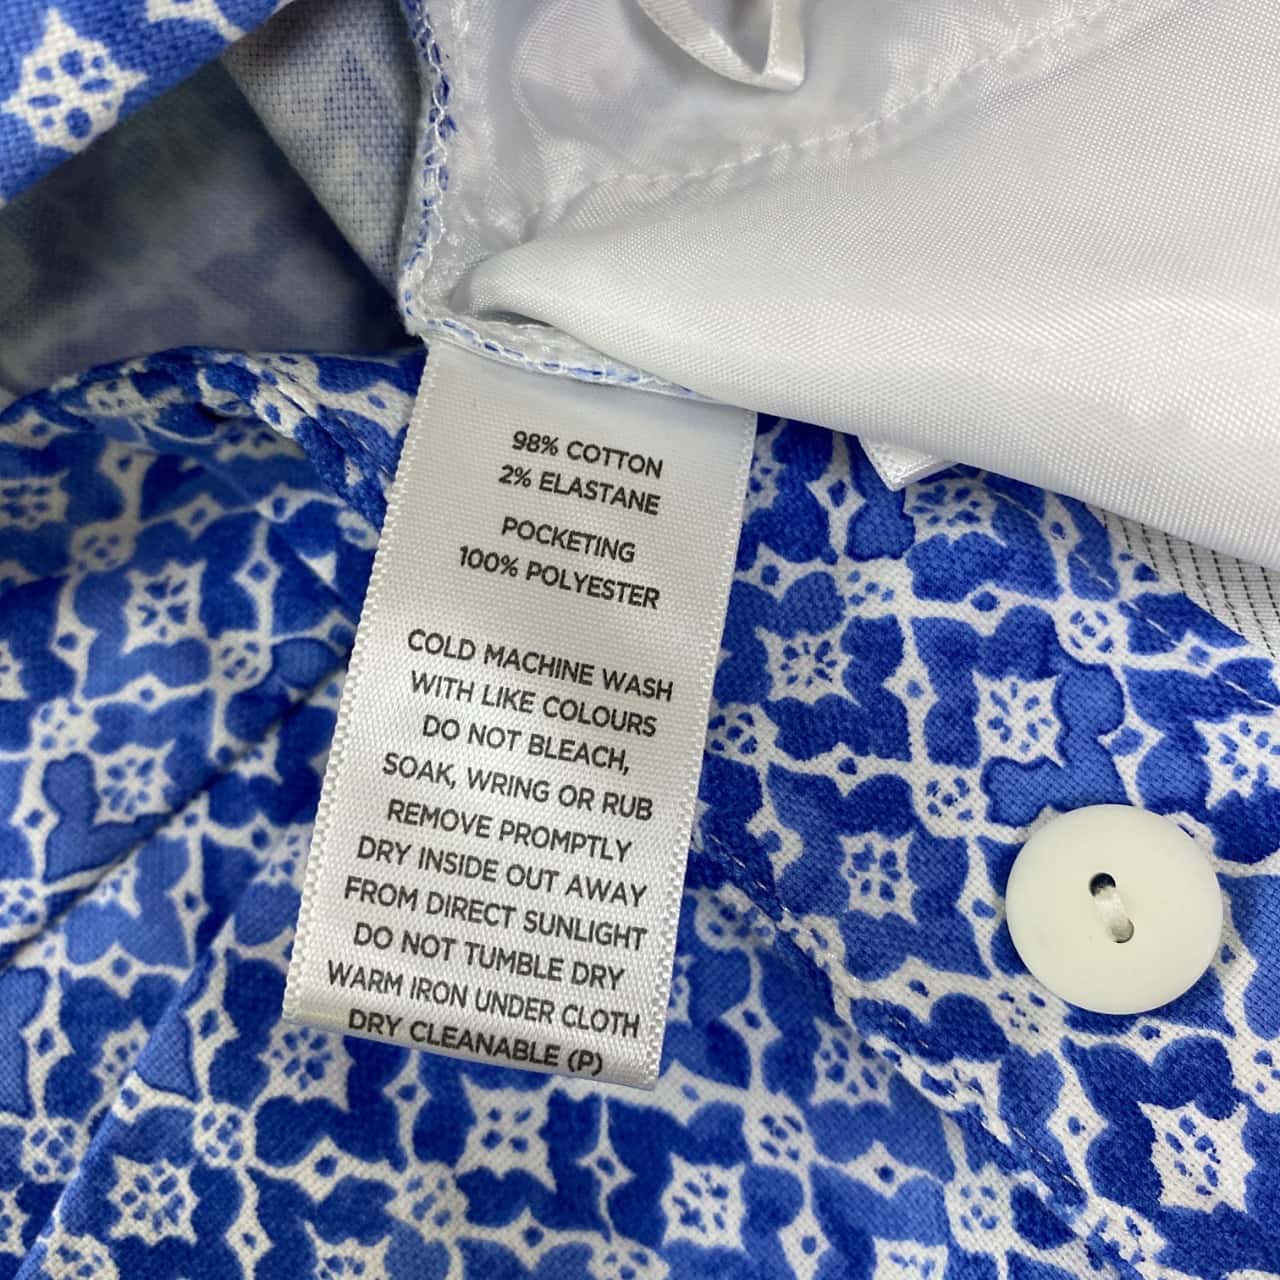 98% COTTON
2% ELASTANE
POCKETING
100% POLYESTER
COLD MACHINE WASH
WITH LIKE COLOURS
DO NOT BLEACH,
SOAK, WRING OR RUB
REMOVE PROMPTLY
DRY INSIDE OUT AWAY
FROM DIRECT SUNLIGHT
DO NOT TUMBLE DRY
WARM IRON UNDER CLOTH
DRY CLEANABLE (P)